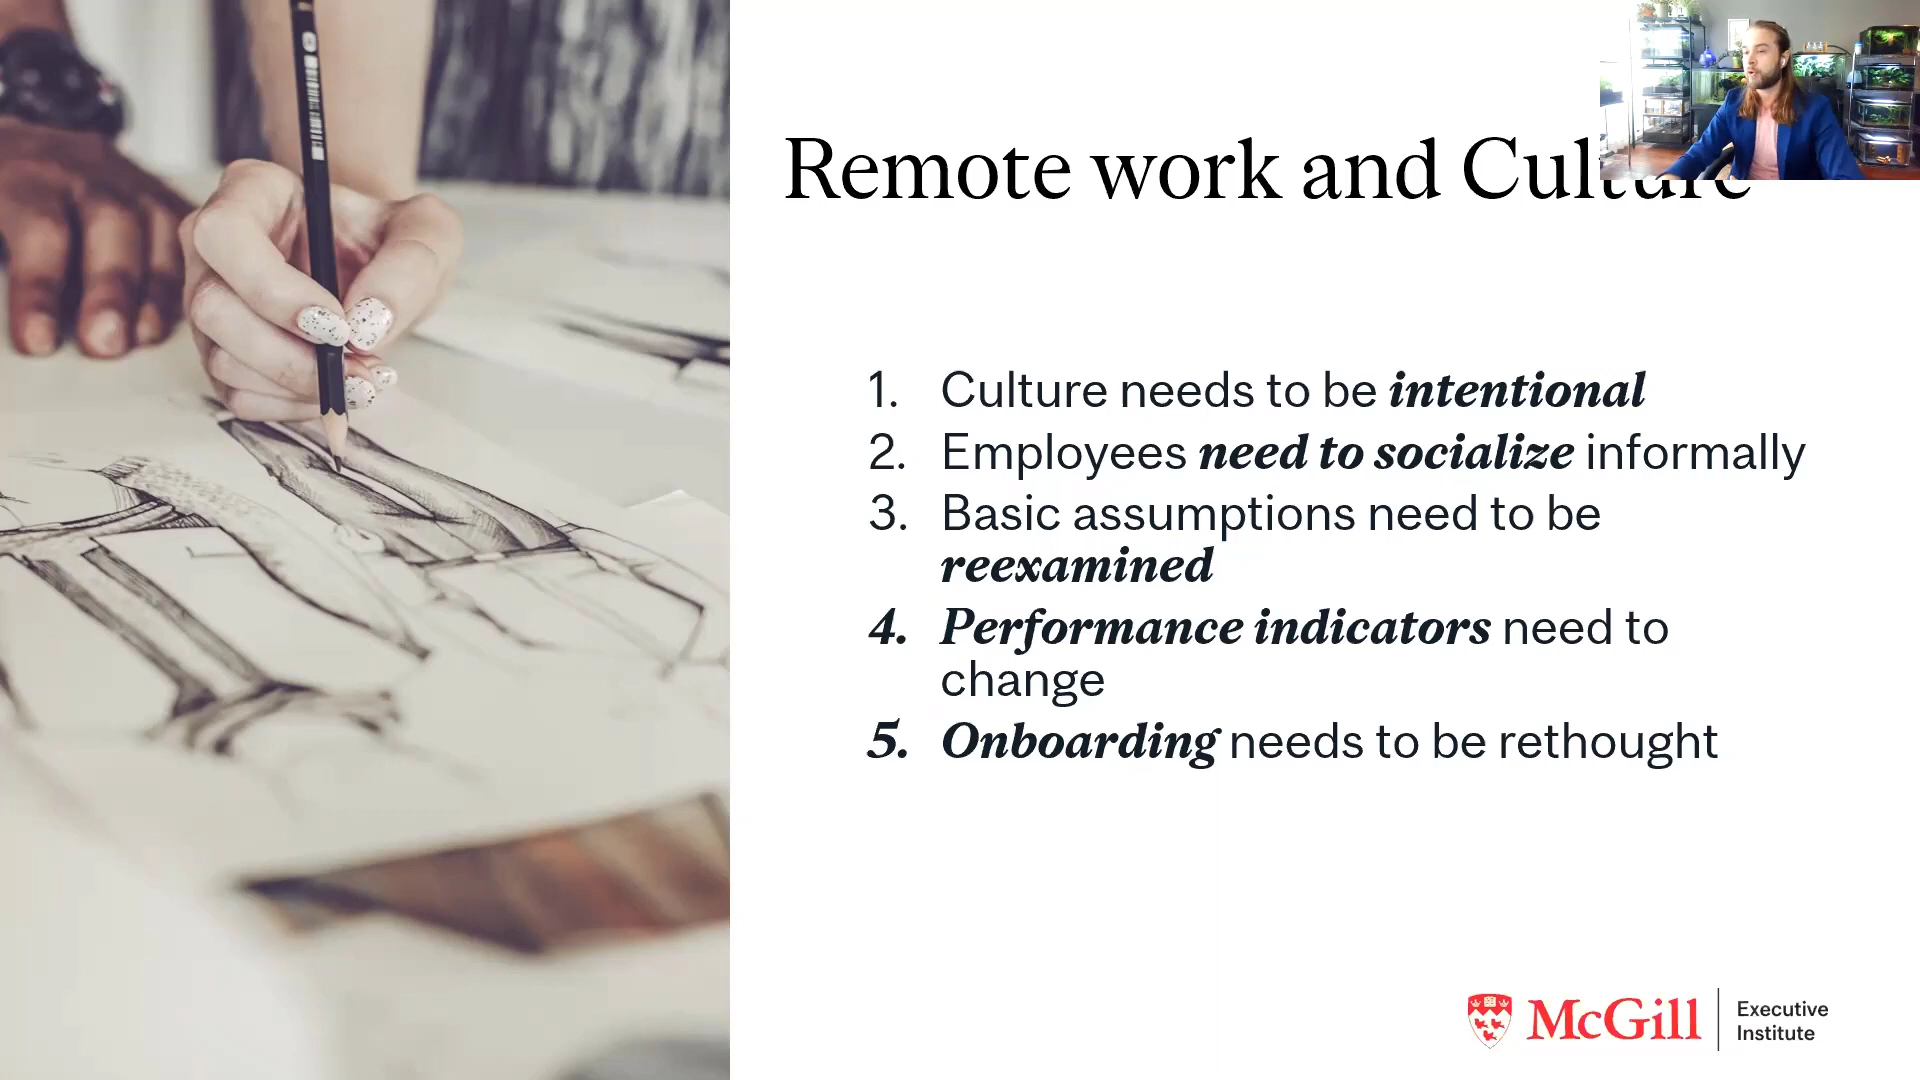 Remote work and Culture
1. Culture needs to be intentional
2. Employees need to socialize informally
3. Basic assumptions need to be
reexamined
4. Performance indicators need to
change
5. Onboarding needs to be rethought
McGill
Executive
Institute